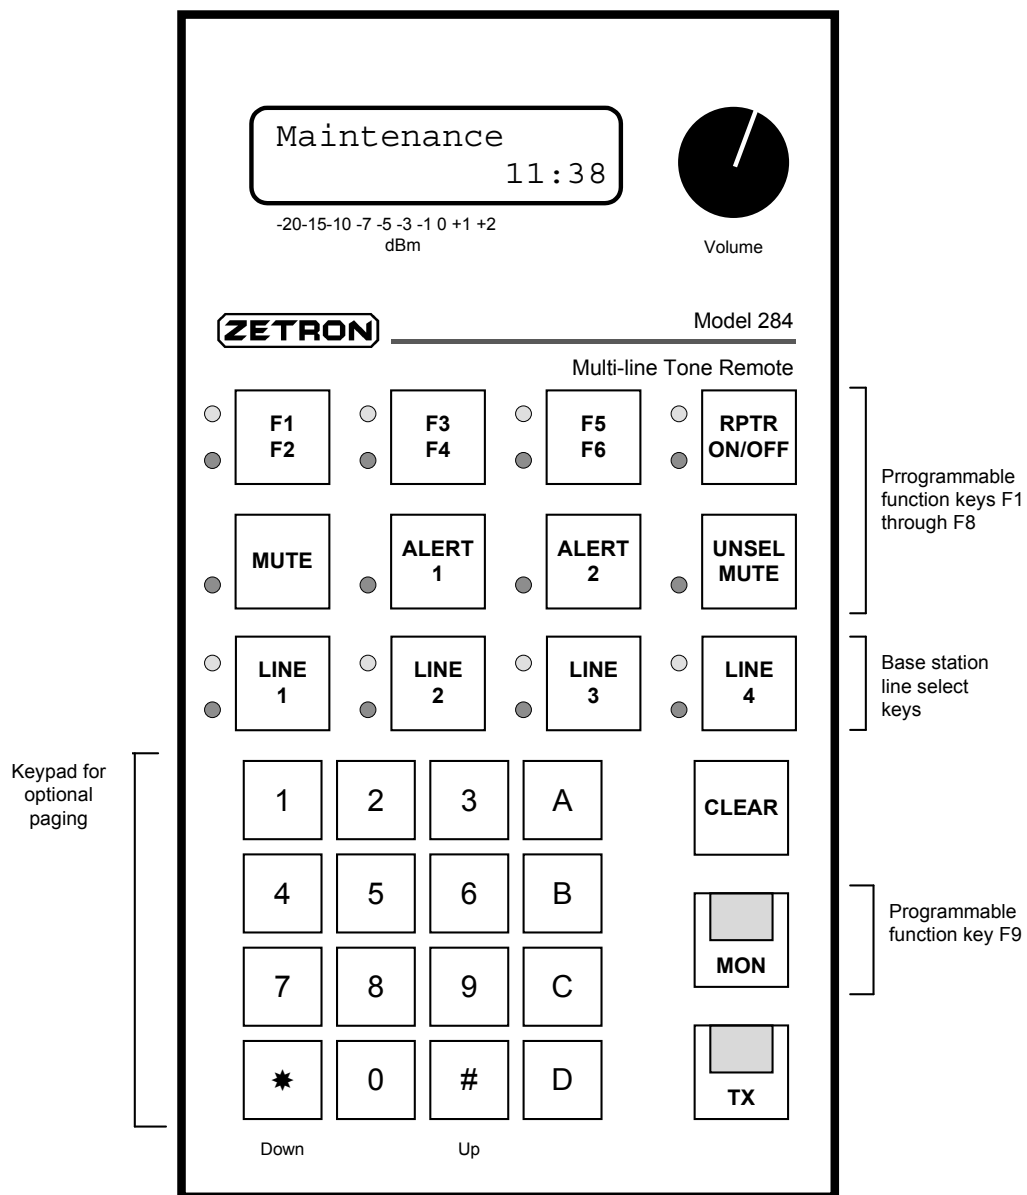 Maintenance
11:38
-20-15-10 -7 -5 -3 -1 0 +1 +2
dBm
Volume
ZETRON
Model 284
Multi-line Tone Remote
F1
F2
F3
F4
F5
F6
RPTR
ON/OFF
Prrogrammable
function keys F1
through F8
MUTE
ALERT
1
ALERT
2
UNSEL
MUTE
LINE
1
LINE
2
LINE
3
LINE
4
Base station
line select
keys
Keypad for
optional
paging
1
2
3
A
CLEAR
4
5
6
B
MON
Programmable
function key F9
7
8
9
C
✷
0
#
D
TX
Down
Up